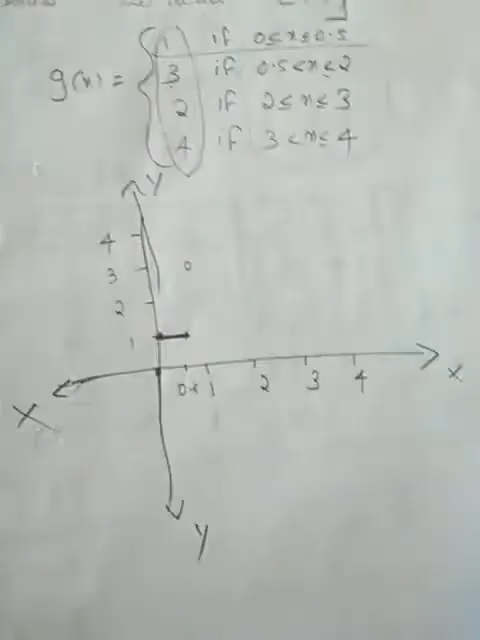 g(x) = { 1 if 0≤x≤0.5
3 if 0.5<x≤2
2 if 2≤x≤3
4 if 3<x≤4
Y
4
3
2
1
0.5 1 2 3 4 X
X
Y